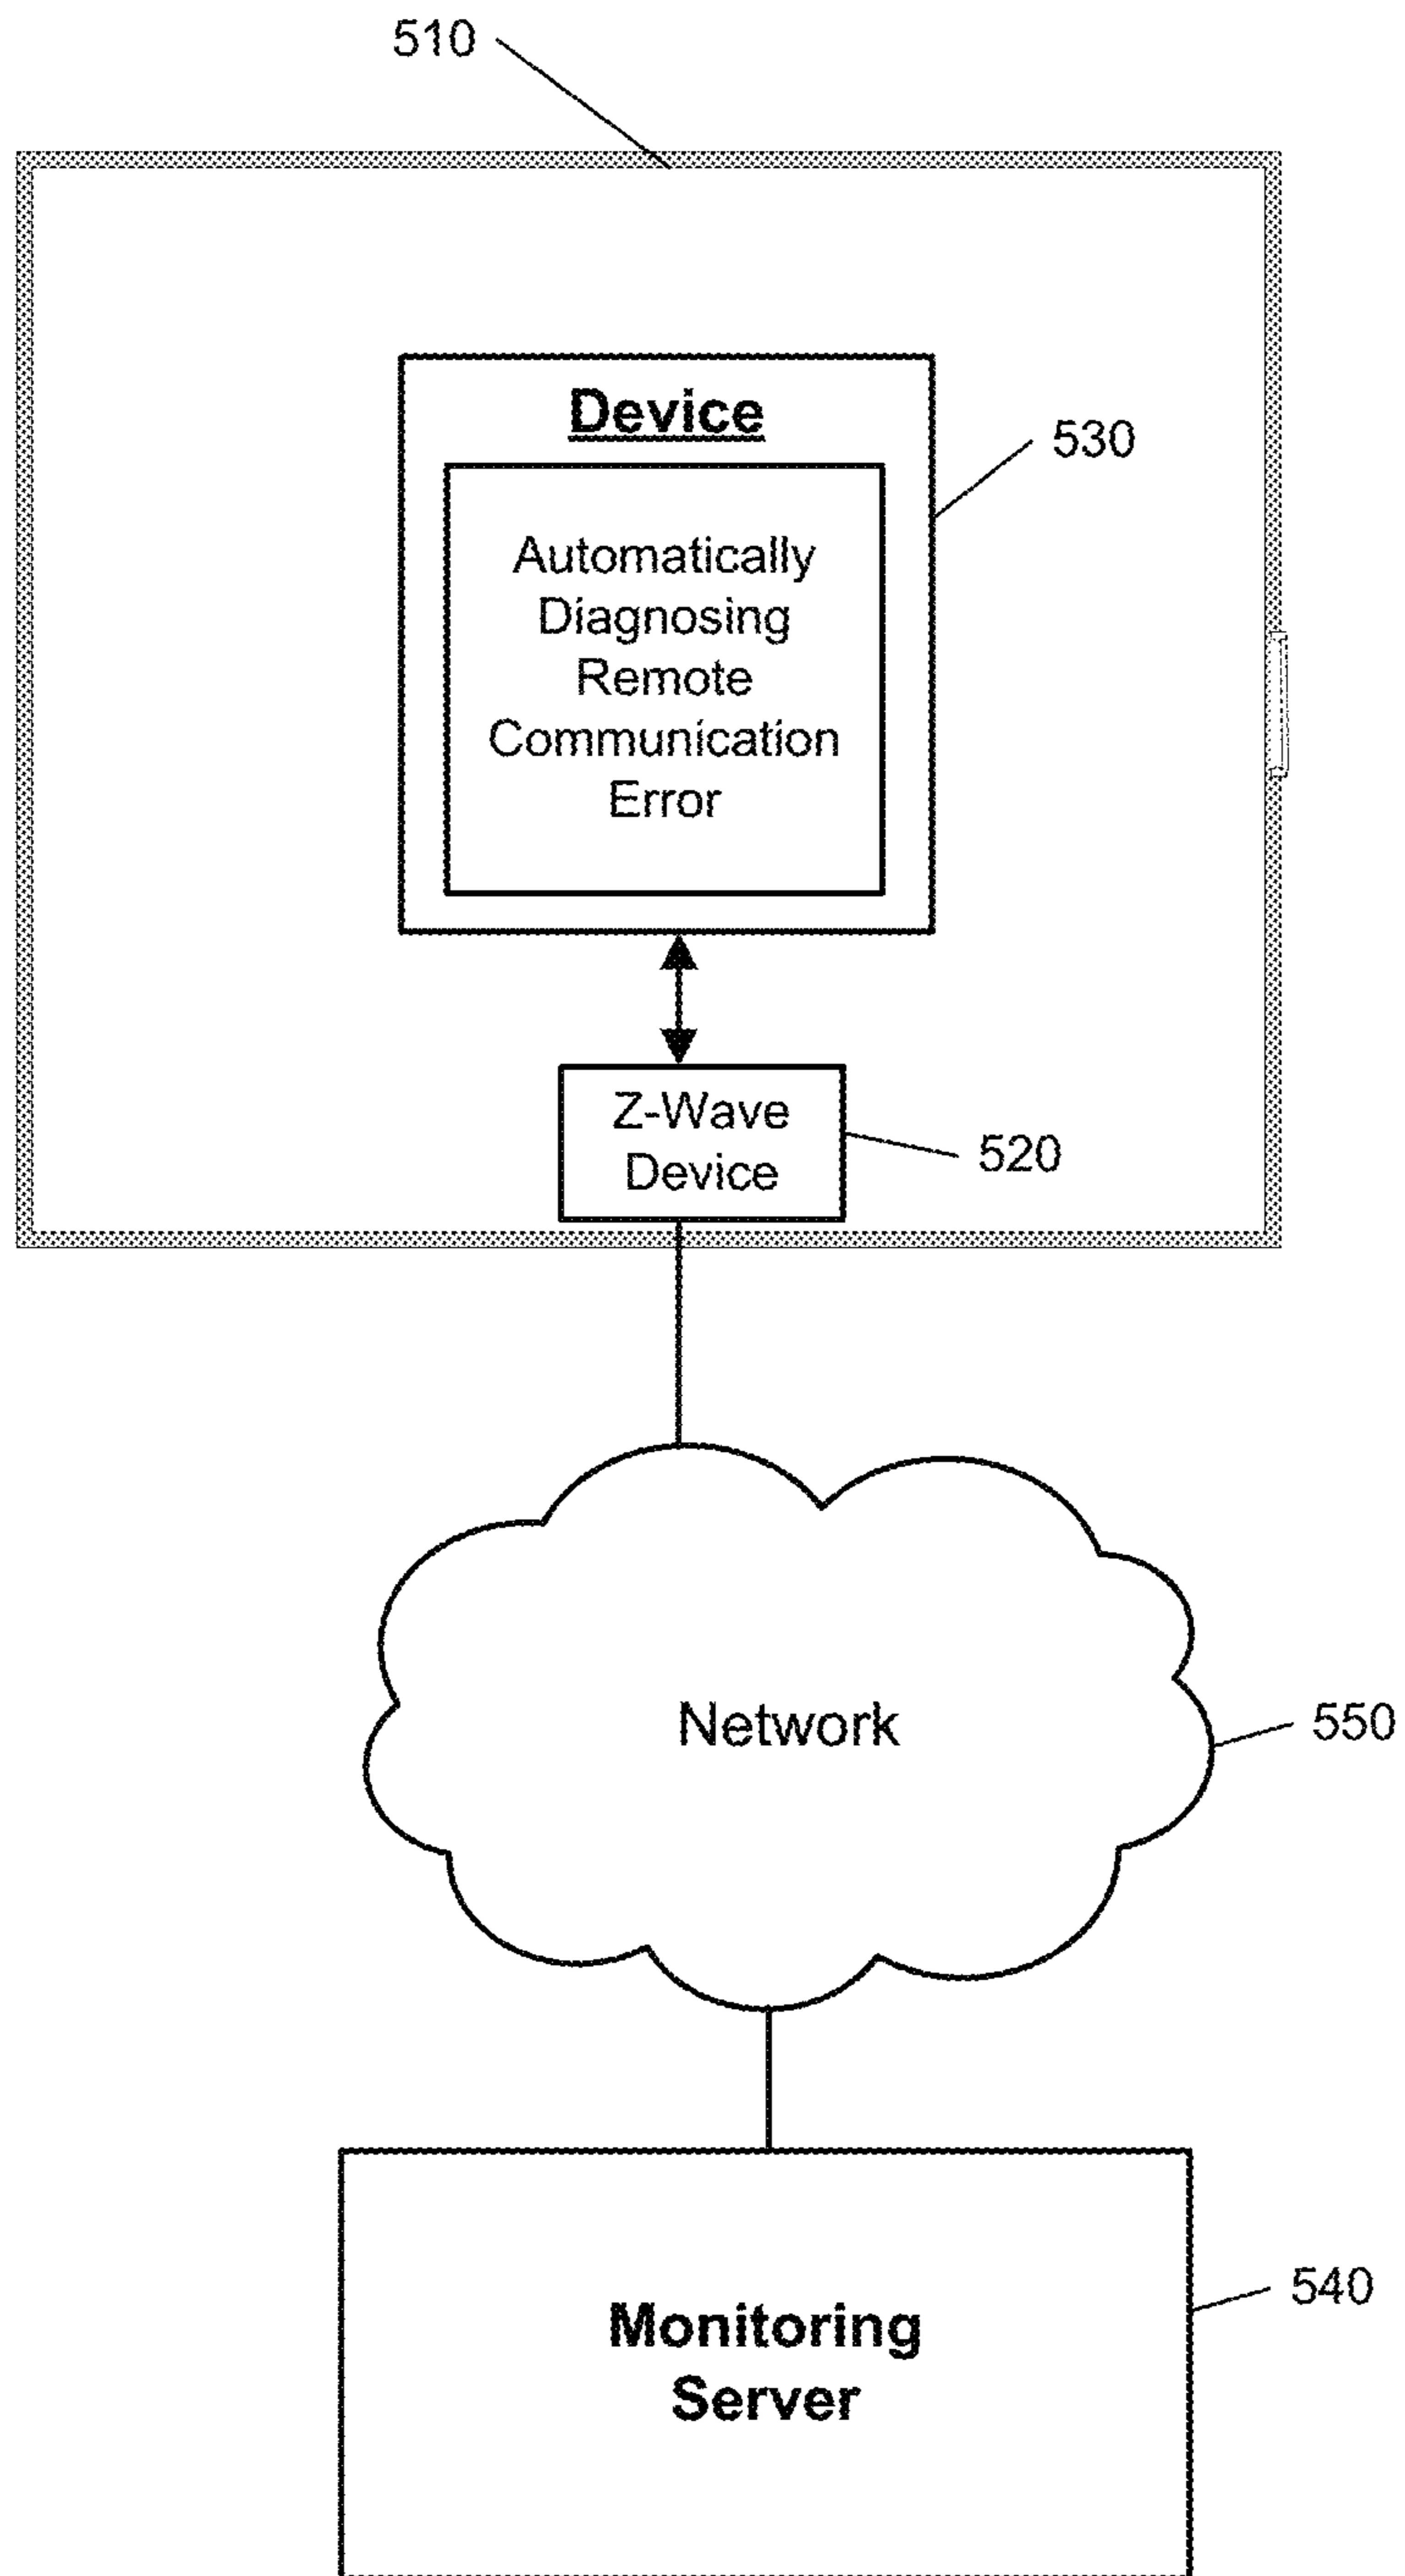 510
Device
530
Automatically
Diagnosing
Remote
Communication
Error
Z-Wave
Device
520
Network
550
Monitoring
Server
540